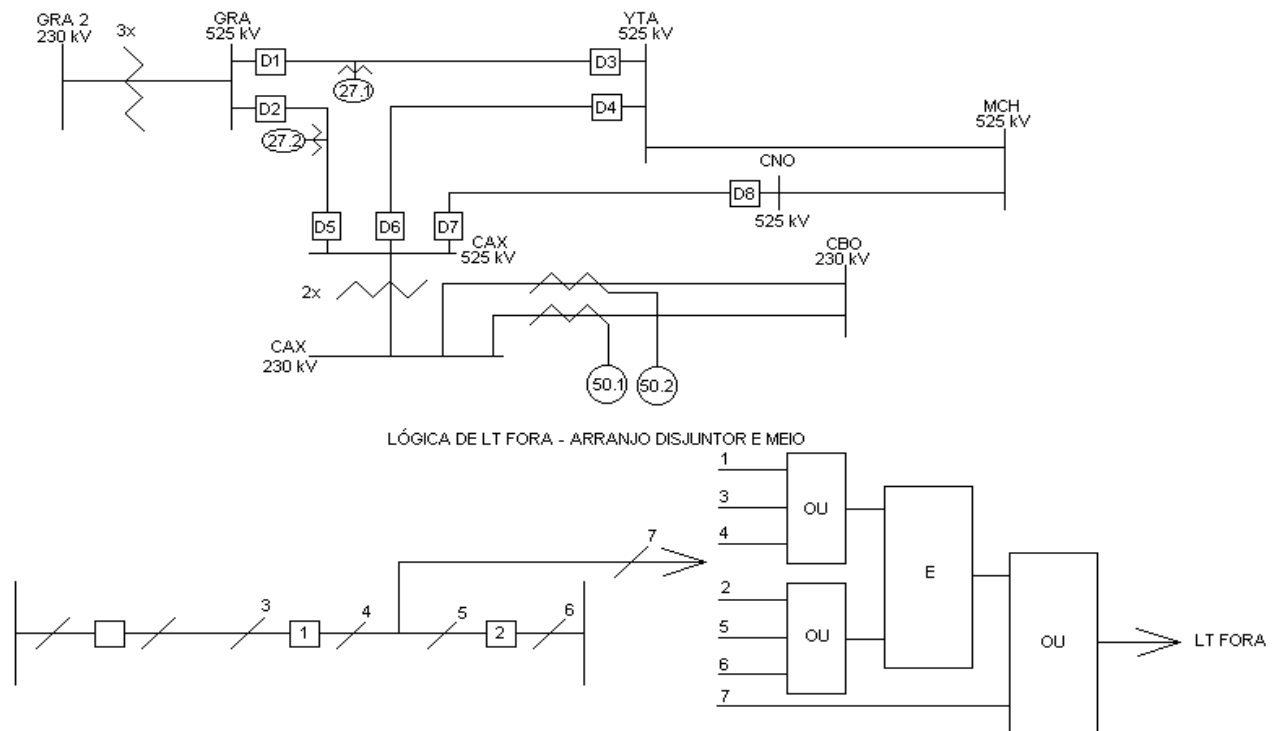 GRA 2
230 kV
3x
GRA
525 kV
YTA
525 kV
D1
27.1
D3
D2
27.2
D4
MCH
525 kV
CNO
D8
525 kV
D5
D6
D7
CAX
525 kV
CBO
230 kV
2x
CAX
230 kV
50.1
50.2
LÓGICA DE LT FORA - ARRANJO DISJUNTOR E MEIO
1
3
4
OU
2
5
6
OU
7
E
OU
LT FORA
7
3
1
4
5
2
6